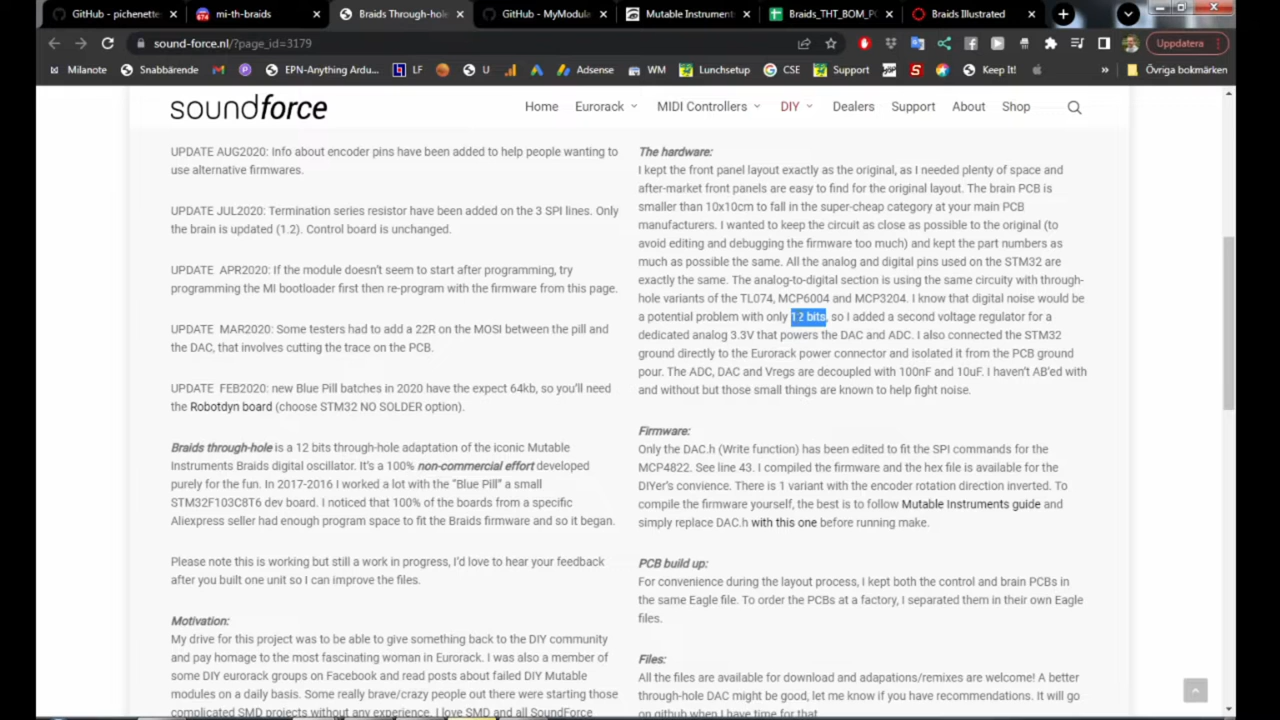 GitHub - pichenette
mi-th-braids
Braids Through-hol
GitHub - MyModula
Mutable Instrument
Braids_THT_BOM_P
Braids Illustrated
sound-force.nl/?page_id=3179
Uppdatera
Milanote
Snabbärende
EPN-Anything Ardu...
LF
U
Adsense
WM
Lunchsetup
CSE
Support
Keep It!
»
Övriga bokmärken
soundforce
Home
Eurorack
MIDI Controllers
DIY
Dealers
Support
About
Shop
UPDATE AUG2020: Info about encoder pins have been added to help people wanting to
use alternative firmwares.
UPDATE JUL2020: Termination series resistor have been added on the 3 SPI lines. Only
the brain is updated (1.2). Control board is unchanged.
UPDATE APR2020: If the module doesn't seem to start after programming, try
programming the MI bootloader first then re-program with the firmware from this page.
UPDATE MAR2020: Some testers had to add a 22R on the MOSI between the pill and
the DAC, that involves cutting the trace on the PCB.
UPDATE FEB2020: new Blue Pill batches in 2020 have the expect 64kb, so you'll need
the Robotdyn board (choose STM32 NO SOLDER option).
Braids through-hole is a 12 bits through-hole adaptation of the iconic Mutable
Instruments Braids digital oscillator. It's a 100% non-commercial effort developed
purely for the fun. In 2017-2016 I worked a lot with the "Blue Pill" a small
STM32F103C8T6 dev board. I noticed that 100% of the boards from a specific
Aliexpress seller had enough program space to fit the Braids firmware and so it began.
Please note this is working but still a work in progress, I'd love to hear your feedback
after you built one unit so I can improve the files.
Motivation:
My drive for this project was to be able to give something back to the DIY community
and pay homage to the most fascinating woman in Eurorack. I was also a member of
some DIY eurorack groups on Facebook and read posts about failed DIY Mutable
modules on a daily basis. Some really brave/crazy people out there were starting those
complicated SMD projects without any experience. I love SMD and all SoundForce
The hardware:
I kept the front panel layout exactly as the original, as I needed plenty of space and
after-market front panels are easy to find for the original layout. The brain PCB is
smaller than 10x10cm to fall in the super-cheap category at your main PCB
manufacturers. I wanted to keep the circuit as close as possible to the original (to
avoid editing and debugging the firmware too much) and kept the part numbers as
much as possible the same. All the analog and digital pins used on the STM32 are
exactly the same. The analog-to-digital section is using the same circuity with through-
hole variants of the TL074, MCP6004 and MCP3204. I know that digital noise would be
a potential problem with only 12 bits, so I added a second voltage regulator for a
dedicated analog 3.3V that powers the DAC and ADC. I also connected the STM32
ground directly to the Eurorack power connector and isolated it from the PCB ground
pour. The ADC, DAC and Vregs are decoupled with 100nF and 10uF. I haven't AB'ed with
and without but those small things are known to help fight noise.
Firmware:
Only the DAC.h (Write function) has been edited to fit the SPI commands for the
MCP4822. See line 43. I compiled the firmware and the hex file is available for the
DIYer's convience. There is 1 variant with the encoder rotation direction inverted. To
compile the firmware yourself, the best is to follow Mutable Instruments guide and
simply replace DAC.h with this one before running make.
PCB build up:
For convenience during the layout process, I kept both the control and brain PCBs in
the same Eagle file. To order the PCBs at a factory, I separated them in their own Eagle
files.
Files:
All the files are available for download and adapations/remixes are welcome! A better
through-hole DAC might be good, let me know if you have recommendations. It will go
on github when I have time for that.